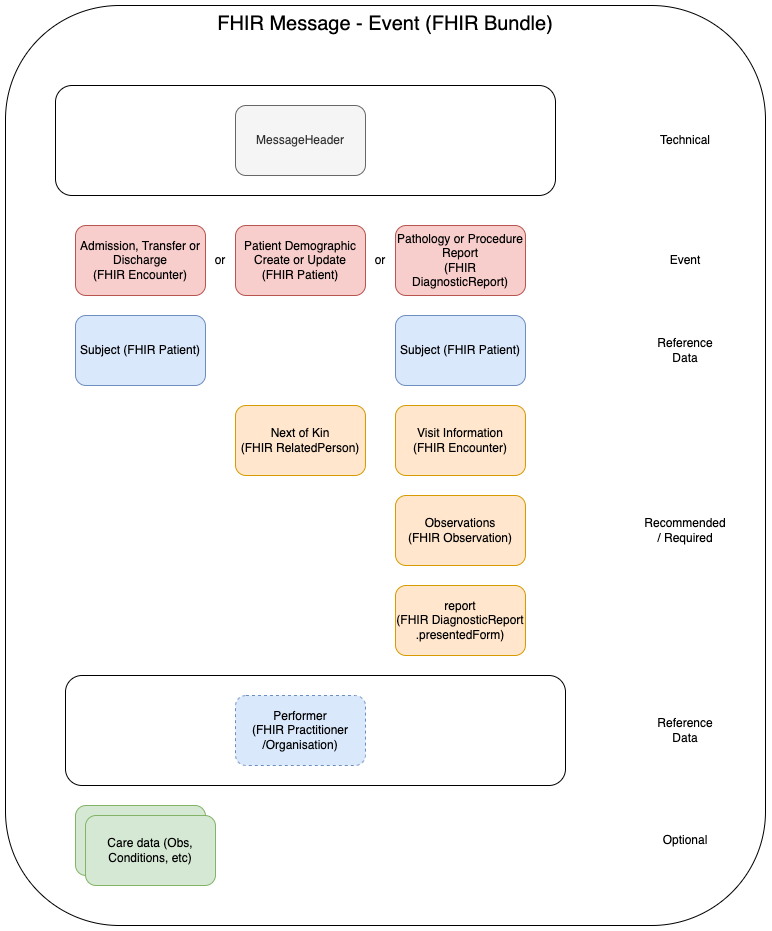 FHIR Message - Event (FHIR Bundle)
MessageHeader
Technical
Admission, Transfer or
Discharge
(FHIR Encounter)
or
Patient Demographic
Create or Update
(FHIR Patient)
or
Pathology or Procedure
Report
(FHIR
DiagnosticReport)
Event
Subject (FHIR Patient)
Subject (FHIR Patient)
Reference
Data
Next of Kin
(FHIR RelatedPerson)
Visit Information
(FHIR Encounter)
Observations
(FHIR Observation)
Recommended
/ Required
report
(FHIR DiagnosticReport
.presentedForm)
Performer
(FHIR Practitioner
/Organisation)
Reference
Data
Care data (Obs,
Conditions, etc)
Optional